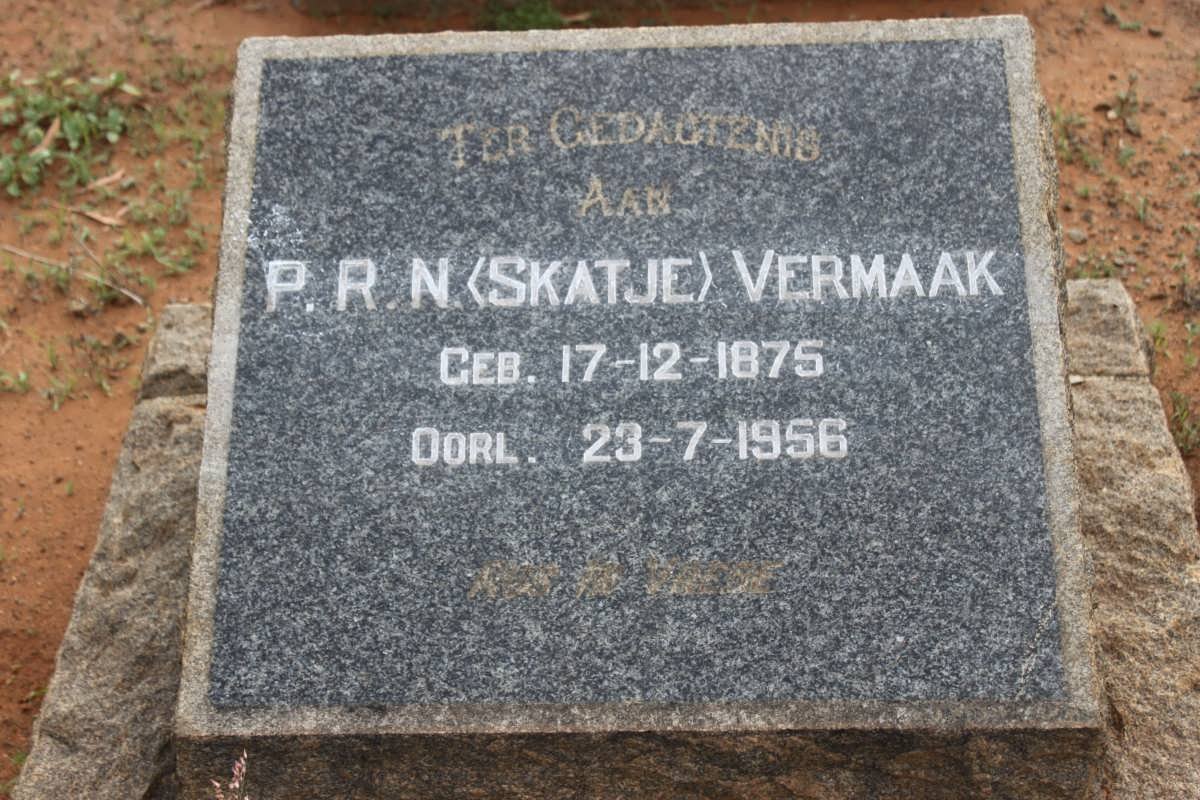 TER GEDAGTENIS
AAN
P. R. N. (SKATJE) VERMAAK
GEB. 17-12-1875
OORL. 23-7-1956
RUS IN VREDE